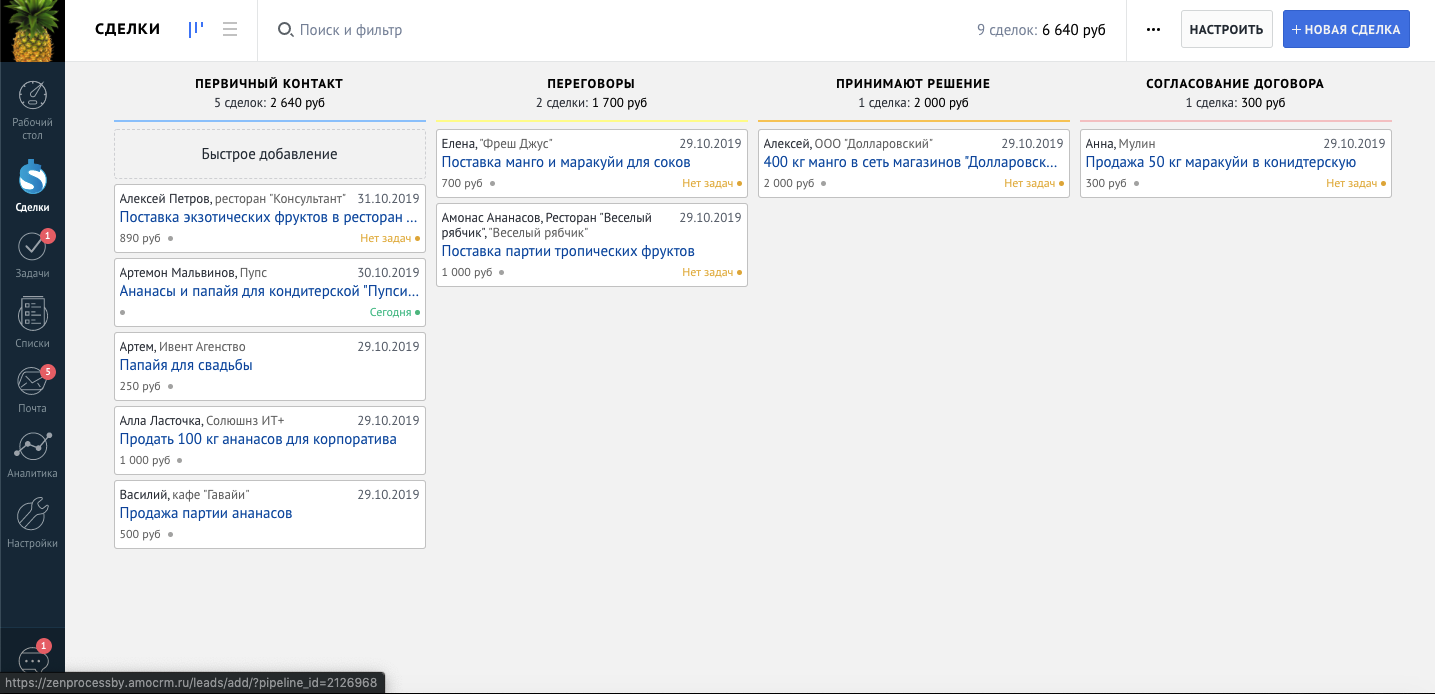 СДЕЛКИ
Поиск и фильтр
9 сделок: 6 640 руб
НАСТРОИТЬ
НОВАЯ СДЕЛКА
Рабочий
стол
Сделки
1
Задачи
Списки
5
Почта
Аналитика
Настройки
1
ПЕРВИЧНЫЙ КОНТАКТ
5 сделок: 2 640 руб
Быстрое добавление
Алексей Петров, ресторан "Консультант" 31.10.2019
Поставка экзотических фруктов в ресторан ...
890 руб Нет задач
Артемон Мальвинов, Пупс 30.10.2019
Ананасы и папайя для кондитерской "Пупси...
Сегодня
Артем, Ивент Агенство 29.10.2019
Папайя для свадьбы
250 руб
Алла Ласточка, Солюшнз ИТ+ 29.10.2019
Продать 100 кг ананасов для корпоратива
1 000 руб
Василий, кафе "Гавайи" 29.10.2019
Продажа партии ананасов
500 руб
ПЕРЕГОВОРЫ
2 сделки: 1 700 руб
Елена, "Фреш Джус" 29.10.2019
Поставка манго и маракуйи для соков
700 руб Нет задач
Амонас Ананасов, Ресторан "Веселый 29.10.2019
рябчик", "Веселый рябчик"
Поставка партии тропических фруктов
1 000 руб Нет задач
ПРИНИМАЮТ РЕШЕНИЕ
1 сделка: 2 000 руб
Алексей, ООО "Долларовский" 29.10.2019
400 кг манго в сеть магазинов "Долларовск...
2 000 руб Нет задач
СОГЛАСОВАНИЕ ДОГОВОРА
1 сделка: 300 руб
Анна, Мулин 29.10.2019
Продажа 50 кг маракуйи в конидтерскую
300 руб Нет задач
https://zenprocessby.amocrm.ru/leads/add/?pipeline_id=2126968